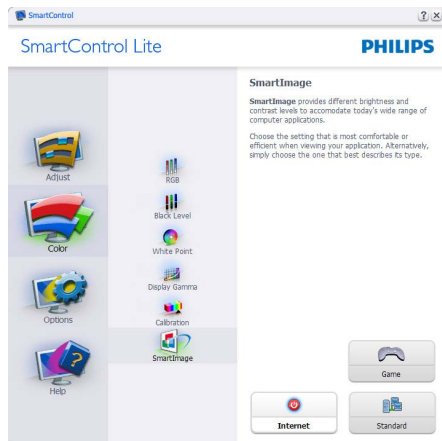 SmartControl
SmartControl Lite
PHILIPS
Adjust
Color
Options
Help
RGB
Black Level
White Point
Display Gamma
Calibration
SmartImage
SmartImage
SmartImage provides different brightness and
contrast levels to accomodate today's wide range of
computer applications.
Choose the setting that is most comfortable or
efficient when viewing your application. Alternatively,
simply choose the one that best describes its type.
Game
Internet
Standard